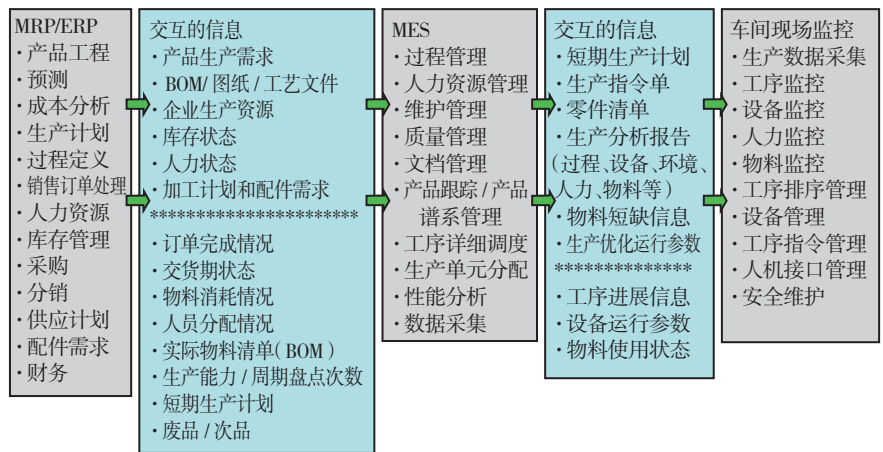 MRP/ERP
·产品工程
·预测
·成本分析
·生产计划
·过程定义
·销售订单处理
·人力资源
·库存管理
·采购
·分销
·供应计划
·配件需求
·财务
交互的信息
·产品生产需求
·BOM/图纸/工艺文件
·企业生产资源
·库存状态
·人力状态
·加工计划和配件需求
***********************
·订单完成情况
·交货期状态
·物料消耗情况
·人员分配情况
·实际物料清单(BOM)
·生产能力/周期盘点次数
·短期生产计划
·废品/次品
MES
·过程管理
·人力资源管理
·维护管理
·质量管理
·文档管理
·产品跟踪/产品
谱系管理
·工序详细调度
·生产单元分配
·性能分析
·数据采集
交互的信息
·短期生产计划
·生产指令单
·零件清单
·生产分析报告
(过程、设备、环境、
人力、物料等)
·物料短缺信息
·生产优化运行参数
***************
·工序进展信息
·设备运行参数
·物料使用状态
车间现场监控
·生产数据采集
·工序监控
·设备监控
·人力监控
·物料监控
·工序排序管理
·设备管理
·工序指令管理
·人机接口管理
·安全维护